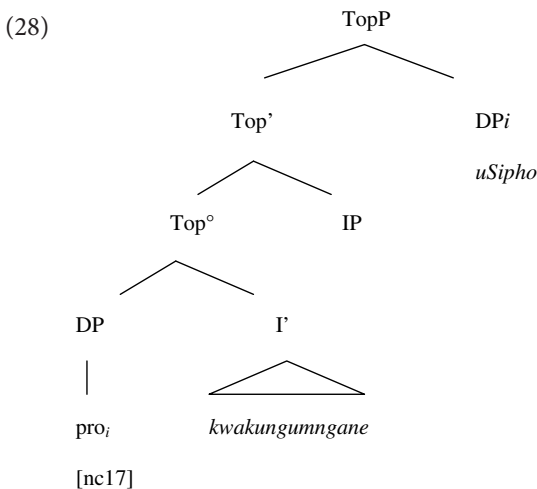 (28)
TopP
Top’ DPi
uSipho
Top° IP
DP I’
proi kwakungumngane
[nc17]